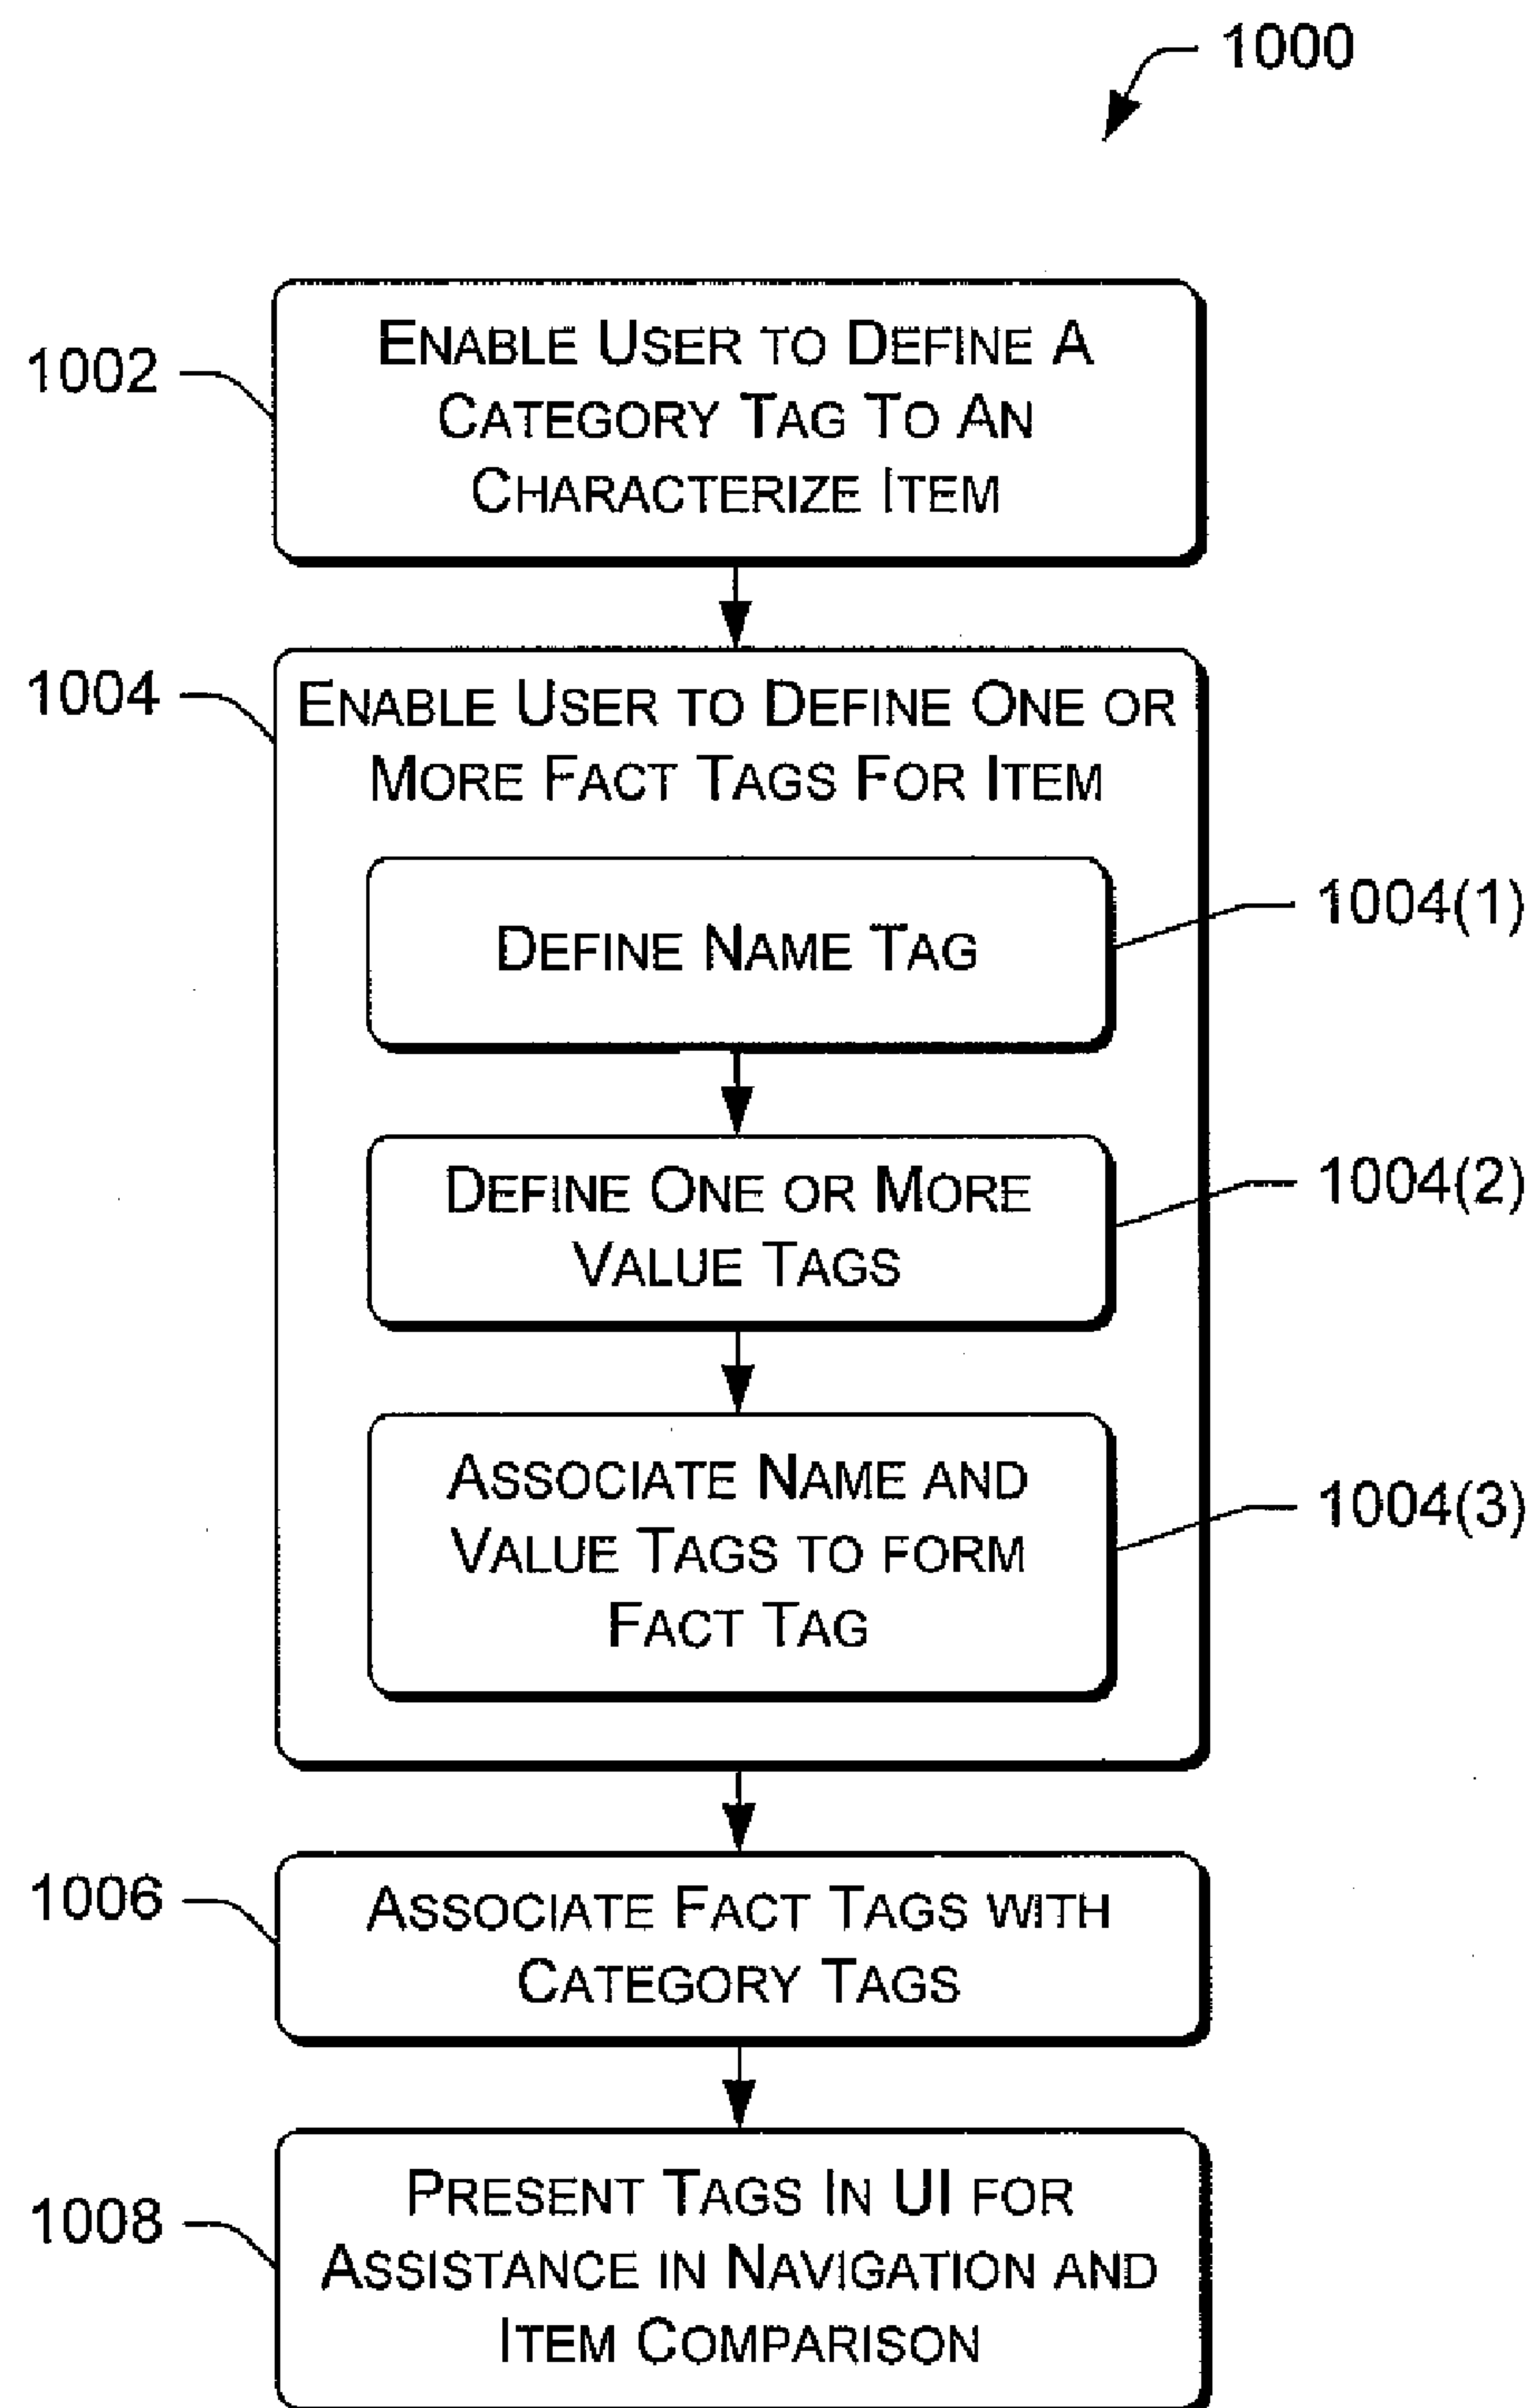 1000
1002
ENABLE USER TO DEFINE A
CATEGORY TAG TO AN
CHARACTERIZE ITEM
1004
ENABLE USER TO DEFINE ONE OR
MORE FACT TAGS FOR ITEM
DEFINE NAME TAG
1004(1)
DEFINE ONE OR MORE
VALUE TAGS
1004(2)
ASSOCIATE NAME AND
VALUE TAGS TO FORM
FACT TAG
1004(3)
1006
ASSOCIATE FACT TAGS WITH
CATEGORY TAGS
1008
PRESENT TAGS IN UI FOR
ASSISTANCE IN NAVIGATION AND
ITEM COMPARISON